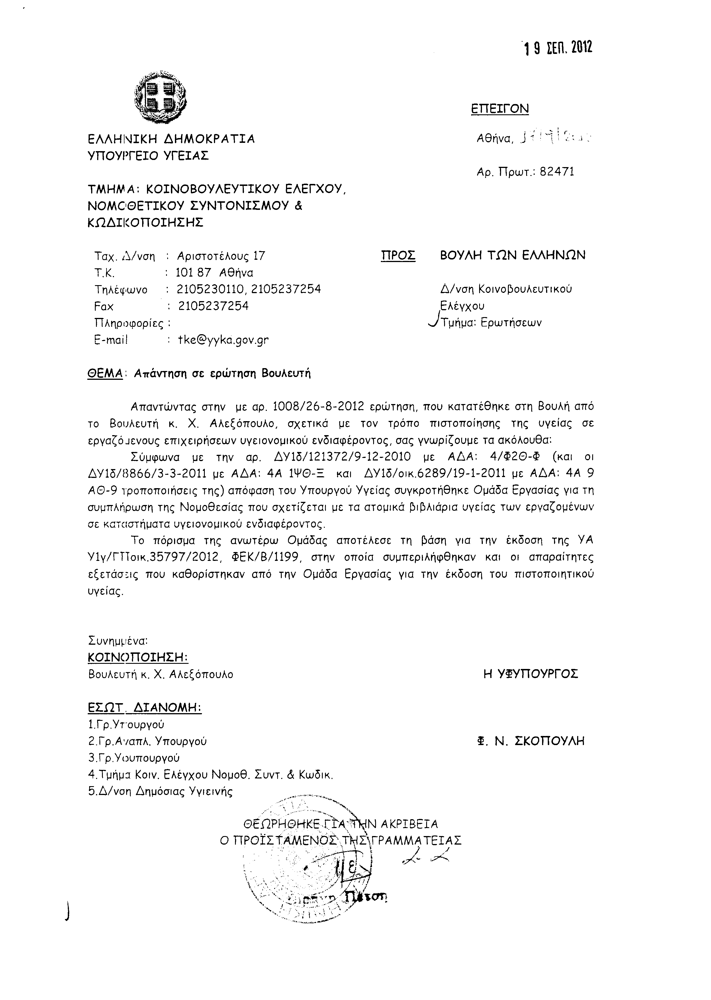 19 ΣΕΠ. 2012
ΕΠΕΙΓΟΝ
ΕΛΛΗΝΙΚΗ ΔΗΜΟΚΡΑΤΙΑ
ΥΠΟΥΡΓΕΙΟ ΥΓΕΙΑΣ
Αθήνα,
Αρ. Πρωτ.: 82471
ΤΜΗΜΑ: ΚΟΙΝΟΒΟΥΛΕΥΤΙΚΟΥ ΕΛΕΓΧΟΥ,
ΝΟΜΟΘΕΤΙΚΟΥ ΣΥΝΤΟΝΙΣΜΟΥ &
ΚΩΔΙΚΟΠΟΙΗΣΗΣ
Ταχ. Δ/νση : Αριστοτέλους 17
Τ.Κ. : 101 87 Αθήνα
Τηλέφωνο : 2105230110, 2105237254
Fax : 2105237254
Πληροφορίες :
E-mail : tke@yyka.gov.gr
ΠΡΟΣ ΒΟΥΛΗ ΤΩΝ ΕΛΛΗΝΩΝ
Δ/νση Κοινοβουλευτικού
Ελέγχου
Τμήμα: Ερωτήσεων
ΘΕΜΑ: Απάντηση σε ερώτηση Βουλευτή
Απαντώντας στην με αρ. 1008/26-8-2012 ερώτηση, που κατατέθηκε στη Βουλή από
το Βουλευτή κ. Χ. Αλεξόπουλο, σχετικά με τον τρόπο πιστοποίησης της υγείας σε
εργαζόμενους επιχειρήσεων υγειονομικού ενδιαφέροντος, σας γνωρίζουμε τα ακόλουθα:
Σύμφωνα με την αρ. ΔΥ1δ/121372/9-12-2010 με ΑΔΑ: 4/Φ2Θ-Φ (και οι
ΔΥ1δ/8866/3-3-2011 με ΑΔΑ: 4Α 1ΨΘ-Ξ και ΔΥ1δ/οικ.6289/19-1-2011 με ΑΔΑ: 4Α 9
ΑΘ-9 τροποποιήσεις της) απόφαση του Υπουργού Υγείας συγκροτήθηκε Ομάδα Εργασίας για τη
συμπλήρωση της Νομοθεσίας που σχετίζεται με τα ατομικά βιβλιάρια υγείας των εργαζομένων
σε καταστήματα υγειονομικού ενδιαφέροντος.
Το πόρισμα της ανωτέρω Ομάδας αποτέλεσε τη βάση για την έκδοση της ΥΑ
Υ1γ/ΓΠοικ.35797/2012, ΦΕΚ/Β/1199, στην οποία συμπεριλήφθηκαν και οι απαραίτητες
εξετάσεις που καθορίστηκαν από την Ομάδα Εργασίας για την έκδοση του πιστοποιητικού
υγείας.
Συνημμένα:
ΚΟΙΝΟΠΟΙΗΣΗ:
Βουλευτή κ. Χ. Αλεξόπουλο
Η ΥΦΥΠΟΥΡΓΟΣ
ΕΣΩΤ. ΔΙΑΝΟΜΗ:
1.Γρ.Υπουργού
2.Γρ.Αναπλ. Υπουργού
3.Γρ.Υφυπουργού
4.Τμήμα Κοιν. Ελέγχου Νομοθ. Συντ. & Κωδικ.
5.Δ/νση Δημόσιας Υγιεινής
Φ. Ν. ΣΚΟΠΟΥΛΗ
ΘΕΩΡΗΘΗΚΕ ΓΙΑ ΤΗΝ ΑΚΡΙΒΕΙΑ
Ο ΠΡΟΪΣΤΑΜΕΝΟΣ ΤΗΣ ΓΡΑΜΜΑΤΕΙΑΣ